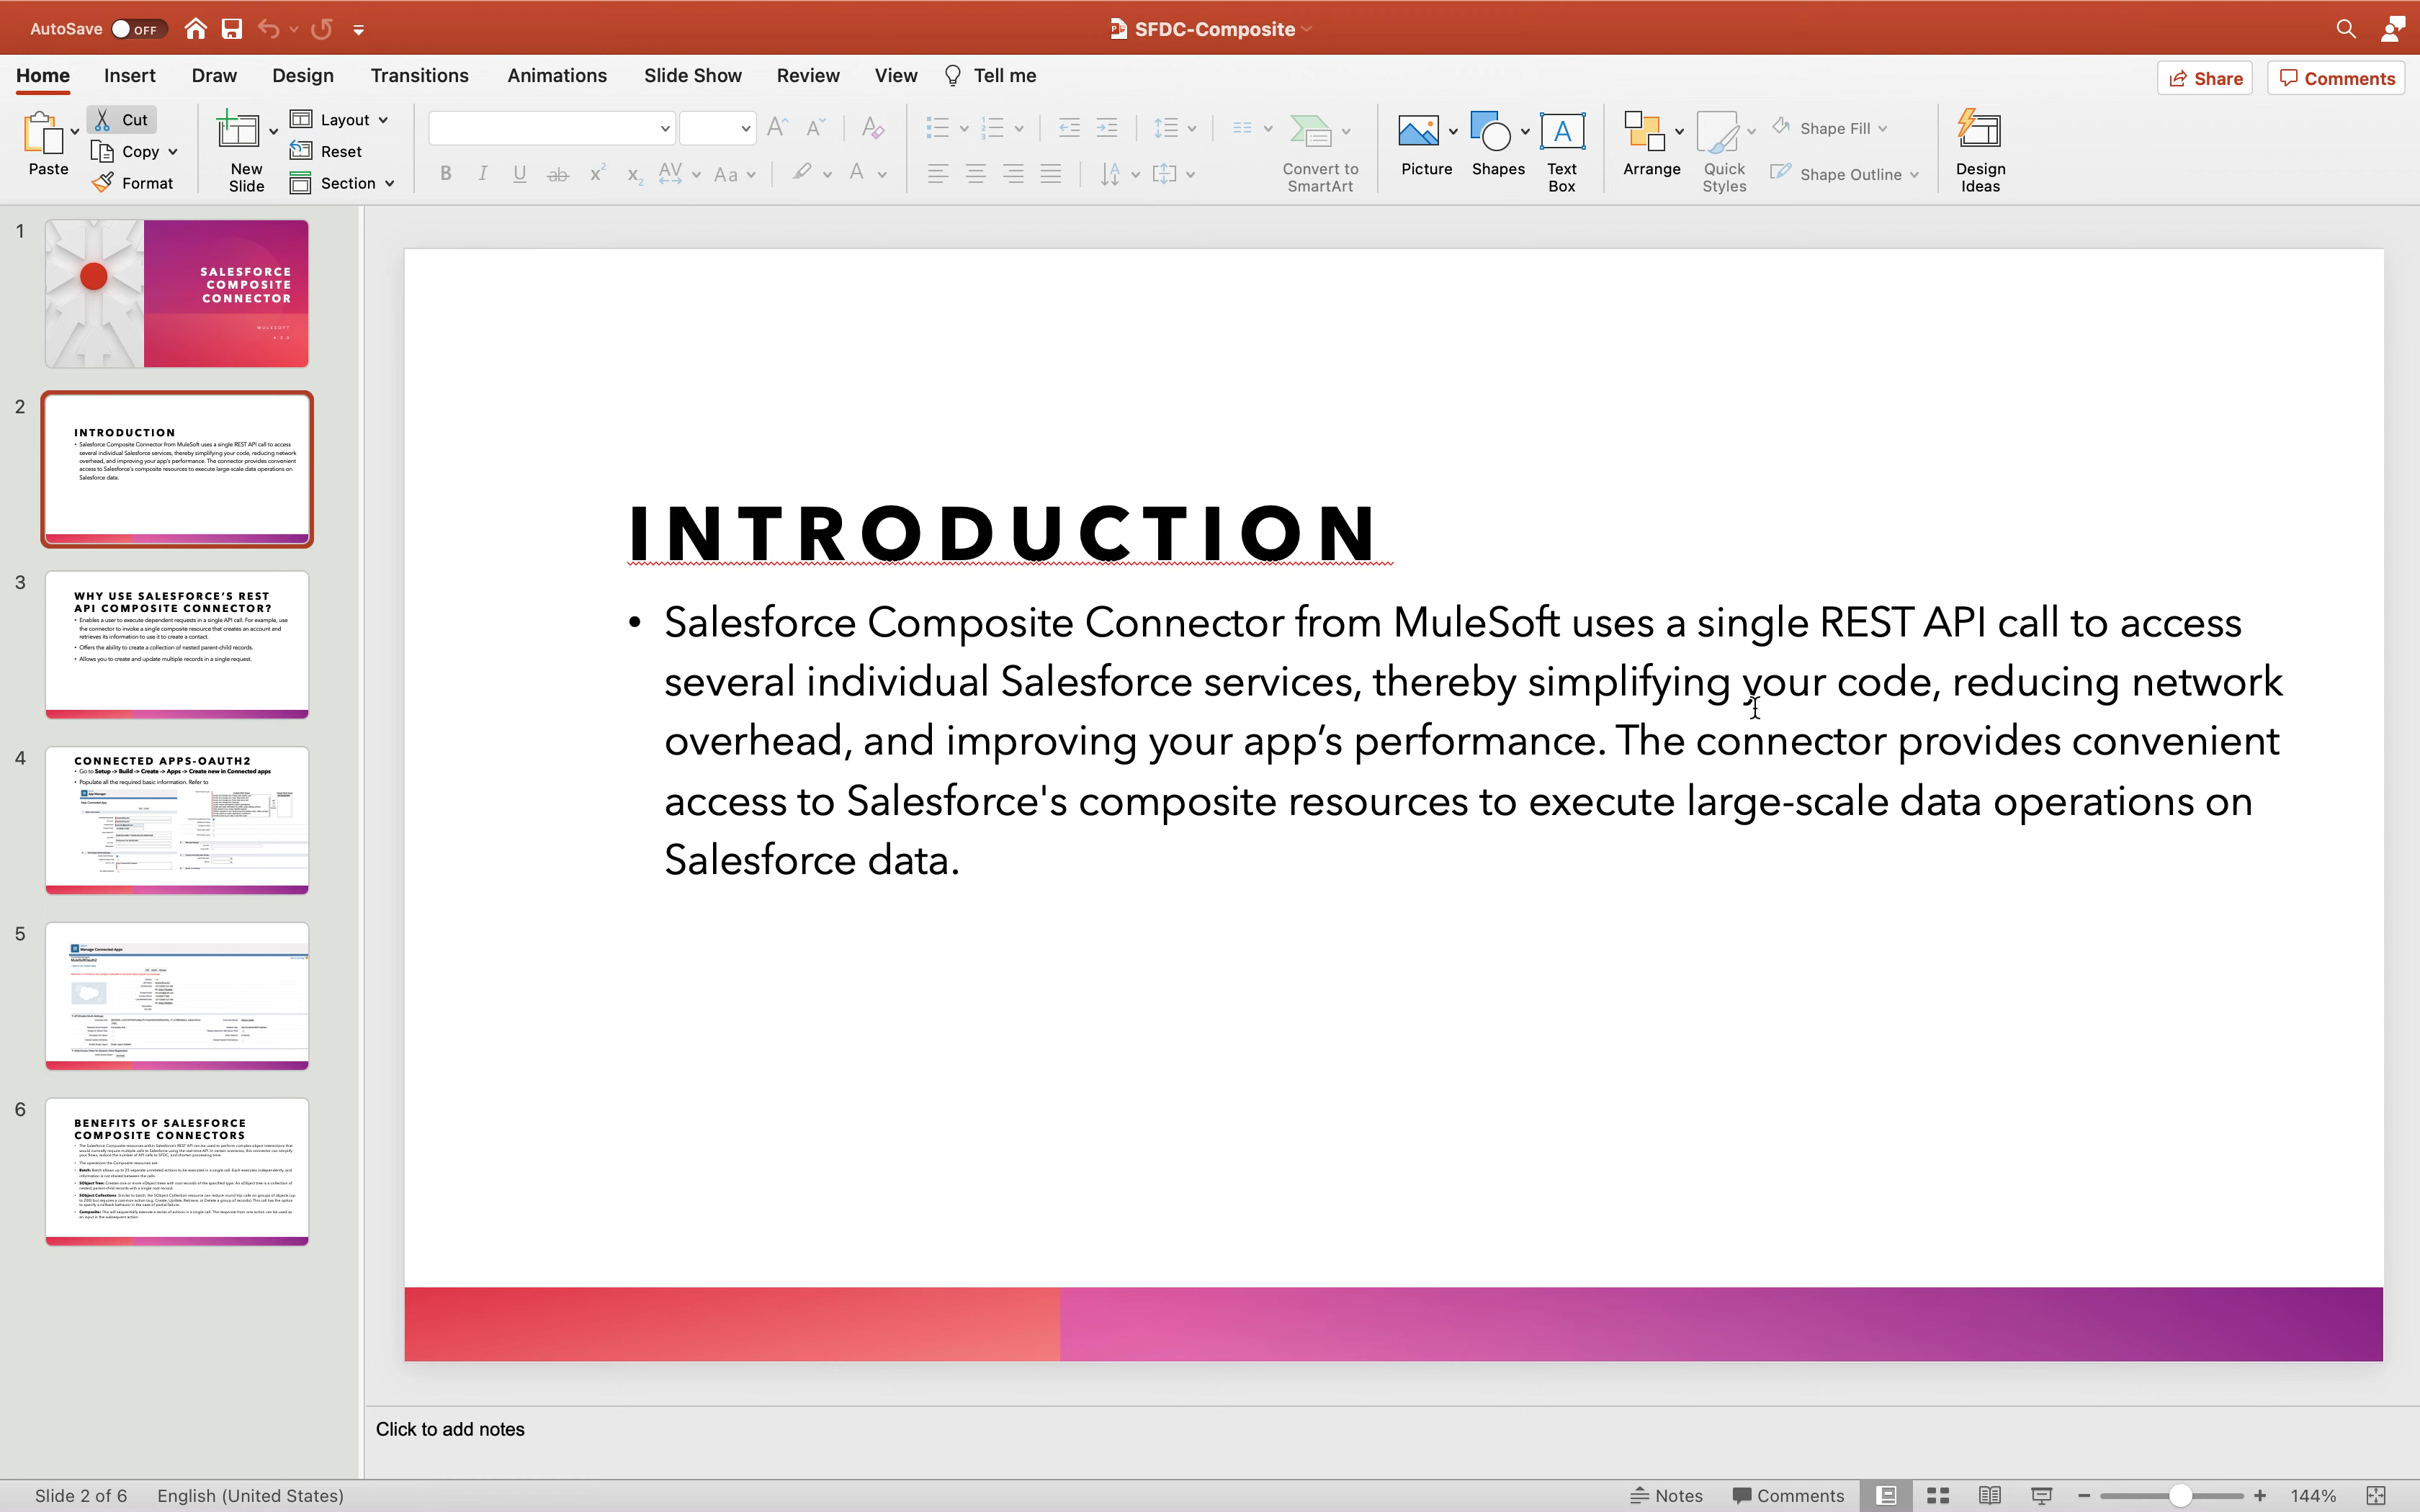 AutoSave OFF
SFDC-Composite
Home Insert Draw Design Transitions Animations Slide Show Review View Tell me
Share Comments
Paste
Cut
Copy
Format
New Slide
Layout
Reset
Section
Convert to SmartArt
Picture
Shapes
Text Box
Arrange
Quick Styles
Shape Fill
Shape Outline
Design Ideas
1
SALESFORCE
COMPOSITE
CONNECTOR
MULESOFT
2
INTRODUCTION
• Salesforce Composite Connector from MuleSoft uses a single REST API call to access
several individual Salesforce services, thereby simplifying your code, reducing network
overhead, and improving your app's performance. The connector provides convenient
access to Salesforce's composite resources to execute large-scale data operations on
Salesforce data.
3
WHY USE SALESFORCE'S REST
API COMPOSITE CONNECTOR?
• Enables a user to execute dependent requests in a single API call. For example, use
the connector to invoke a single composite resource that creates an account and
retrieves its information to use it to create a contact.
• Offers the ability to create a collection of nested parent-child records.
• Allows you to create and update multiple records in a single request.
4
CONNECTED APPS-OAUTH2
• Go to Setup -> Build -> Create -> Apps -> Create new in Connected apps
• Populate all the required basic information. Refer to
App Manager
5
Manage Connected Apps
6
BENEFITS OF SALESFORCE
COMPOSITE CONNECTORS
INTRODUCTION
• Salesforce Composite Connector from MuleSoft uses a single REST API call to access
several individual Salesforce services, thereby simplifying your code, reducing network
overhead, and improving your app’s performance. The connector provides convenient
access to Salesforce's composite resources to execute large-scale data operations on
Salesforce data.
Click to add notes
Slide 2 of 6 English (United States)
Notes Comments 144%